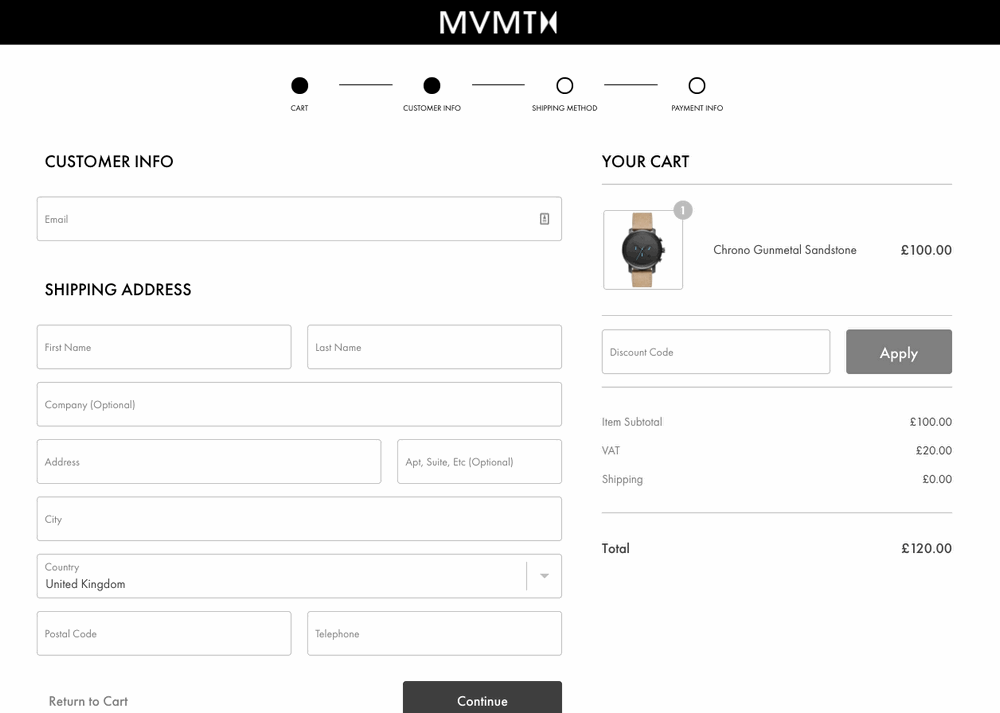 MVMT
CART
CUSTOMER INFO
SHIPPING METHOD
PAYMENT INFO
CUSTOMER INFO
Email
SHIPPING ADDRESS
First Name
Last Name
Company (Optional)
Address
Apt, Suite, Etc (Optional)
City
Country
United Kingdom
Postal Code
Telephone
Return to Cart
Continue
YOUR CART
1
Chrono Gunmetal Sandstone
£100.00
Discount Code
Apply
Item Subtotal £100.00
VAT £20.00
Shipping £0.00
Total £120.00